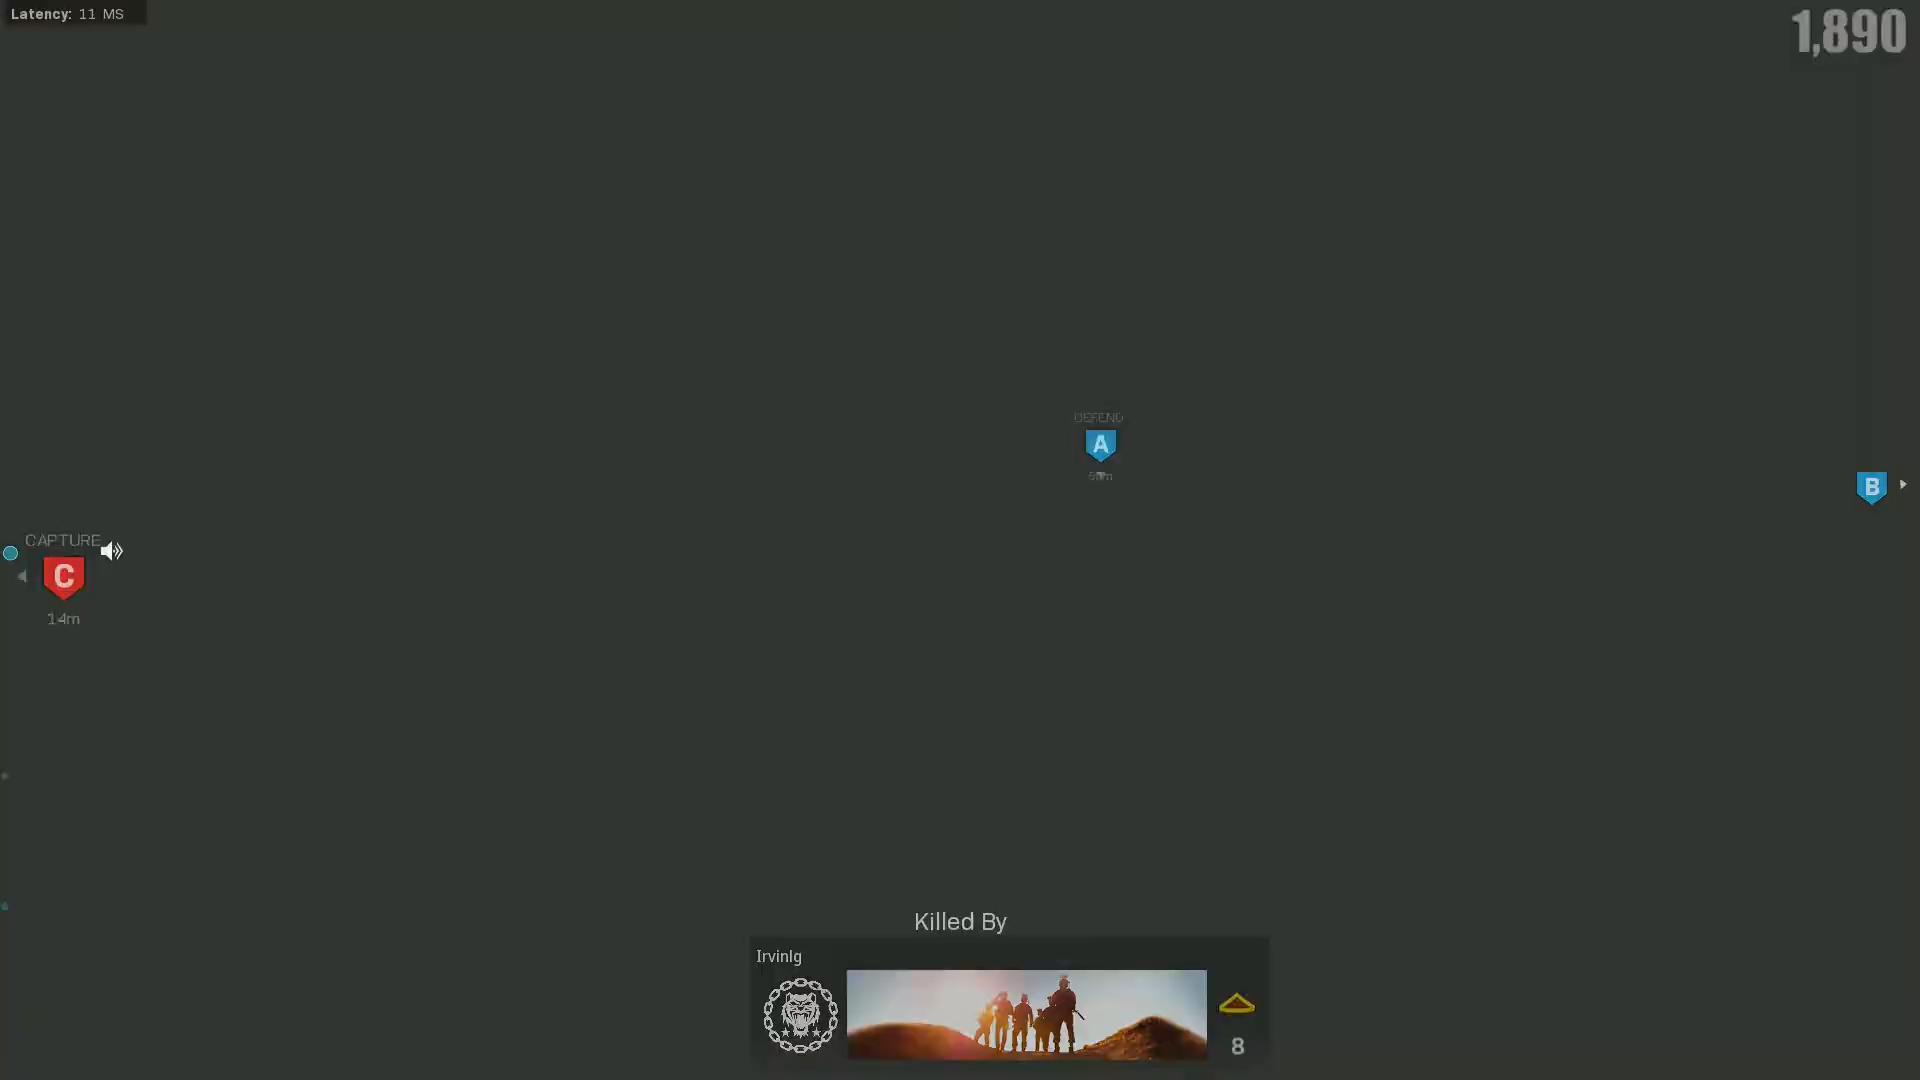 Latency: 11 MS
1,890
DEFEND
A
B
CAPTURE
C
14m
Killed By
Irvinlg
8